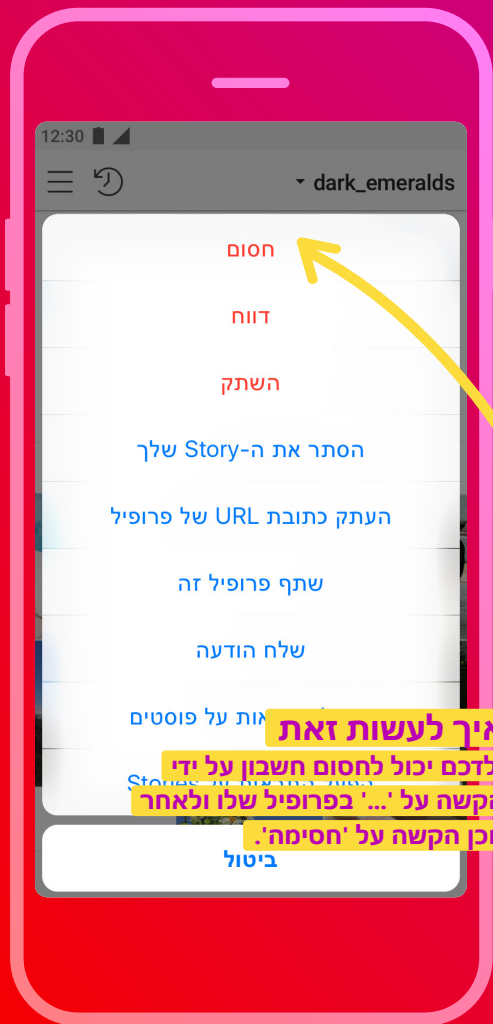 12:30
dark_emeralds
חסום
דווח
השתק
הסתר את ה-Story שלך
העתק כתובת URL של פרופיל
שתף פרופיל זה
שלח הודעה
על פוסטים
Stories
איך לעשות זאת
לדכם יכול לחסום חשבון על ידי
הקשה על '...' בפרופיל שלו ולאחר
מכן הקשה על 'חסימה'.
ביטול